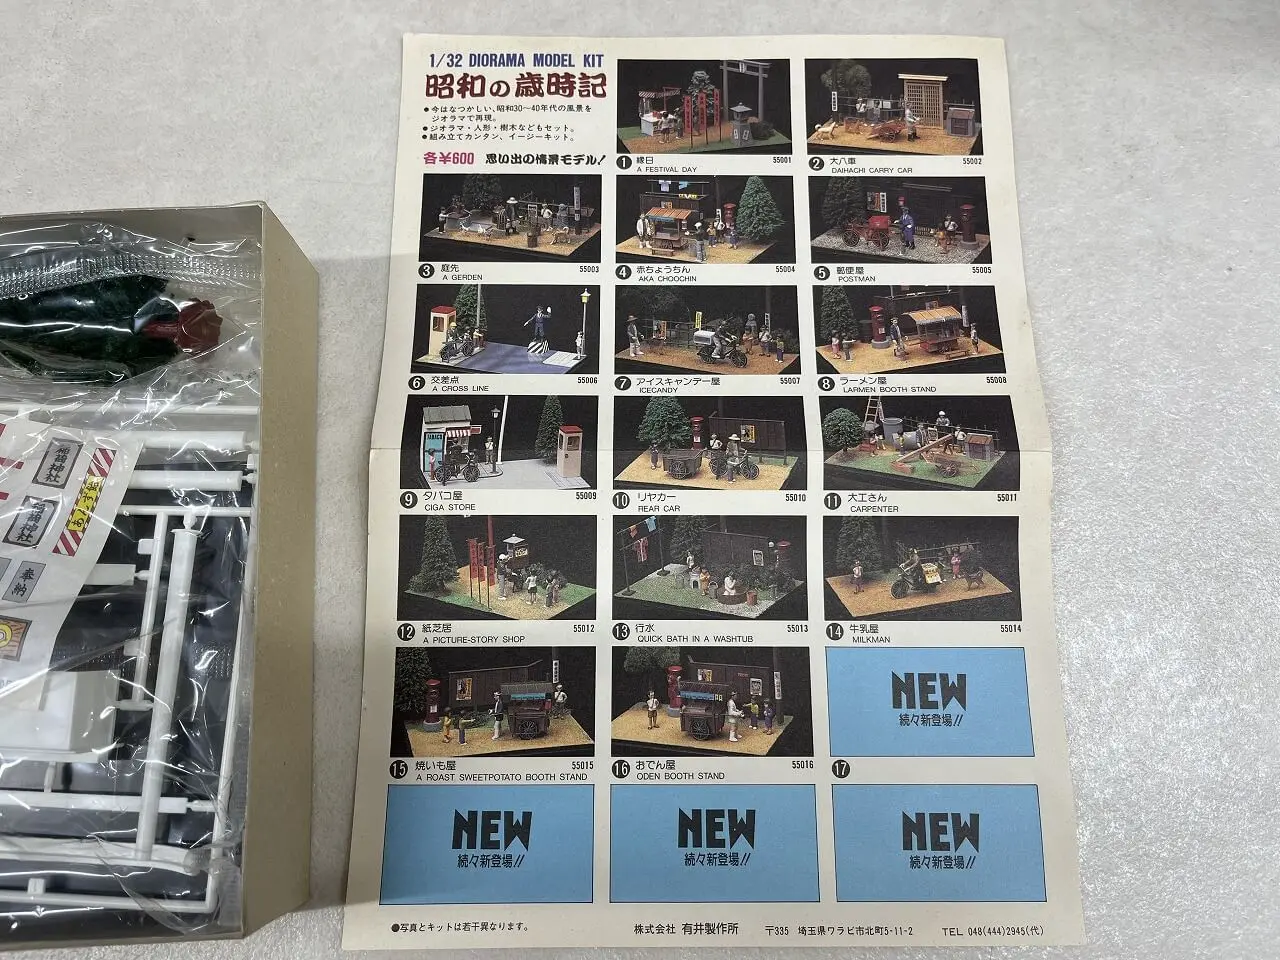 1/32 DIORAMA MODEL KIT
昭和の歳時記
●今はなつかしい、昭和30〜40年代の風景を
ジオラマで再現。
●ジオラマ・人形・樹木などもセット。
●組み立てカンタン、イージーキット。
各¥600 思い出の情景モデル!
1 縁日 55001
A FESTIVAL DAY
2 大八車 55002
DAIHACHI CARRY CAR
3 庭先 55003
A GERDEN
4 赤ちょうちん 55004
AKA CHOOCHIN
5 郵便屋 55005
POSTMAN
6 交差点 55006
A CROSS LINE
7 アイスキャンデー屋 55007
ICECANDY
8 ラーメン屋 55008
LARMEN BOOTH STAND
TABACO
9 タバコ屋 55009
CIGA STORE
10 リヤカー 55010
REAR CAR
11 大工さん 55011
CARPENTER
12 紙芝居 55012
A PICTURE-STORY SHOP
13 行水 55013
QUICK BATH IN A WASHTUB
14 牛乳屋 55014
MILKMAN
15 焼いも屋 55015
A ROAST SWEETPOTATO BOOTH STAND
16 おでん屋 55016
ODEN BOOTH STAND
NEW
続々新登場!!
17
NEW
続々新登場!!
NEW
続々新登場!!
NEW
続々新登場!!
●写真とキットは若干異なります。
株式会社 有井製作所 〒335 埼玉県ワラビ市北町5-11-2 TEL 048(444)2945(代)
稲荷神社
稲荷神社
奉納